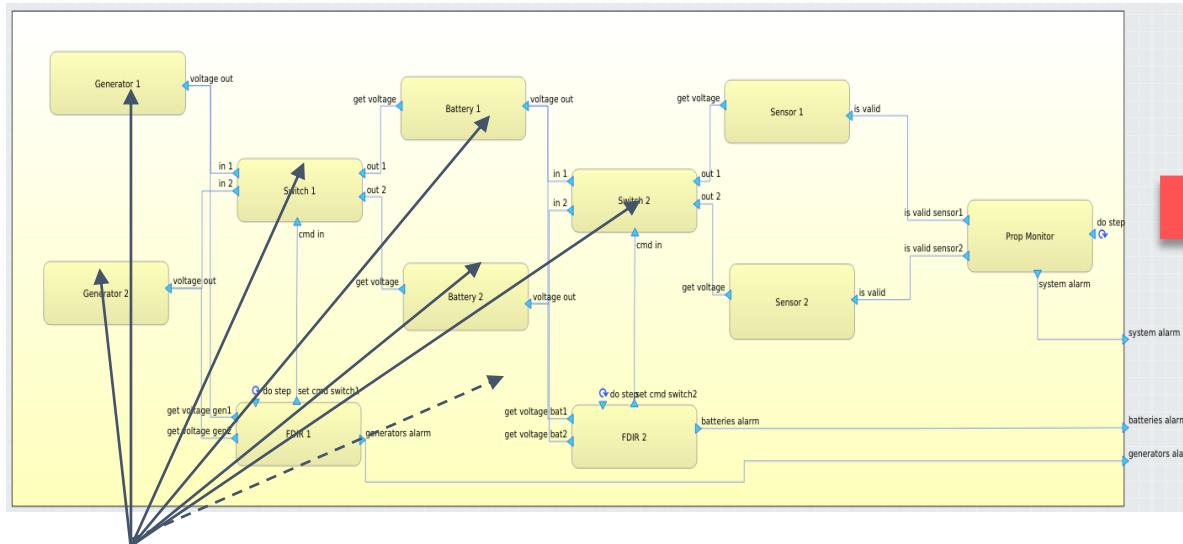 Generator 1
voltage out
get voltage
Battery 1
voltage out
get voltage
Sensor 1
is valid
in 1
in 2
Switch 1
out 1
out 2
cmd in
in 1
in 2
Switch 2
out 1
out 2
cmd in
is valid sensor1
is valid sensor2
Prop Monitor
do step
system alarm
Generator 2
voltage out
get voltage
Battery 2
voltage out
get voltage
Sensor 2
is valid
system alarm
do step
set cmd switch1
get voltage gen1
get voltage gen2
FDIR 1
generators alarm
do step
set cmd switch2
get voltage bat1
get voltage bat2
FDIR 2
batteries alarm
batteries alarm
generators ala